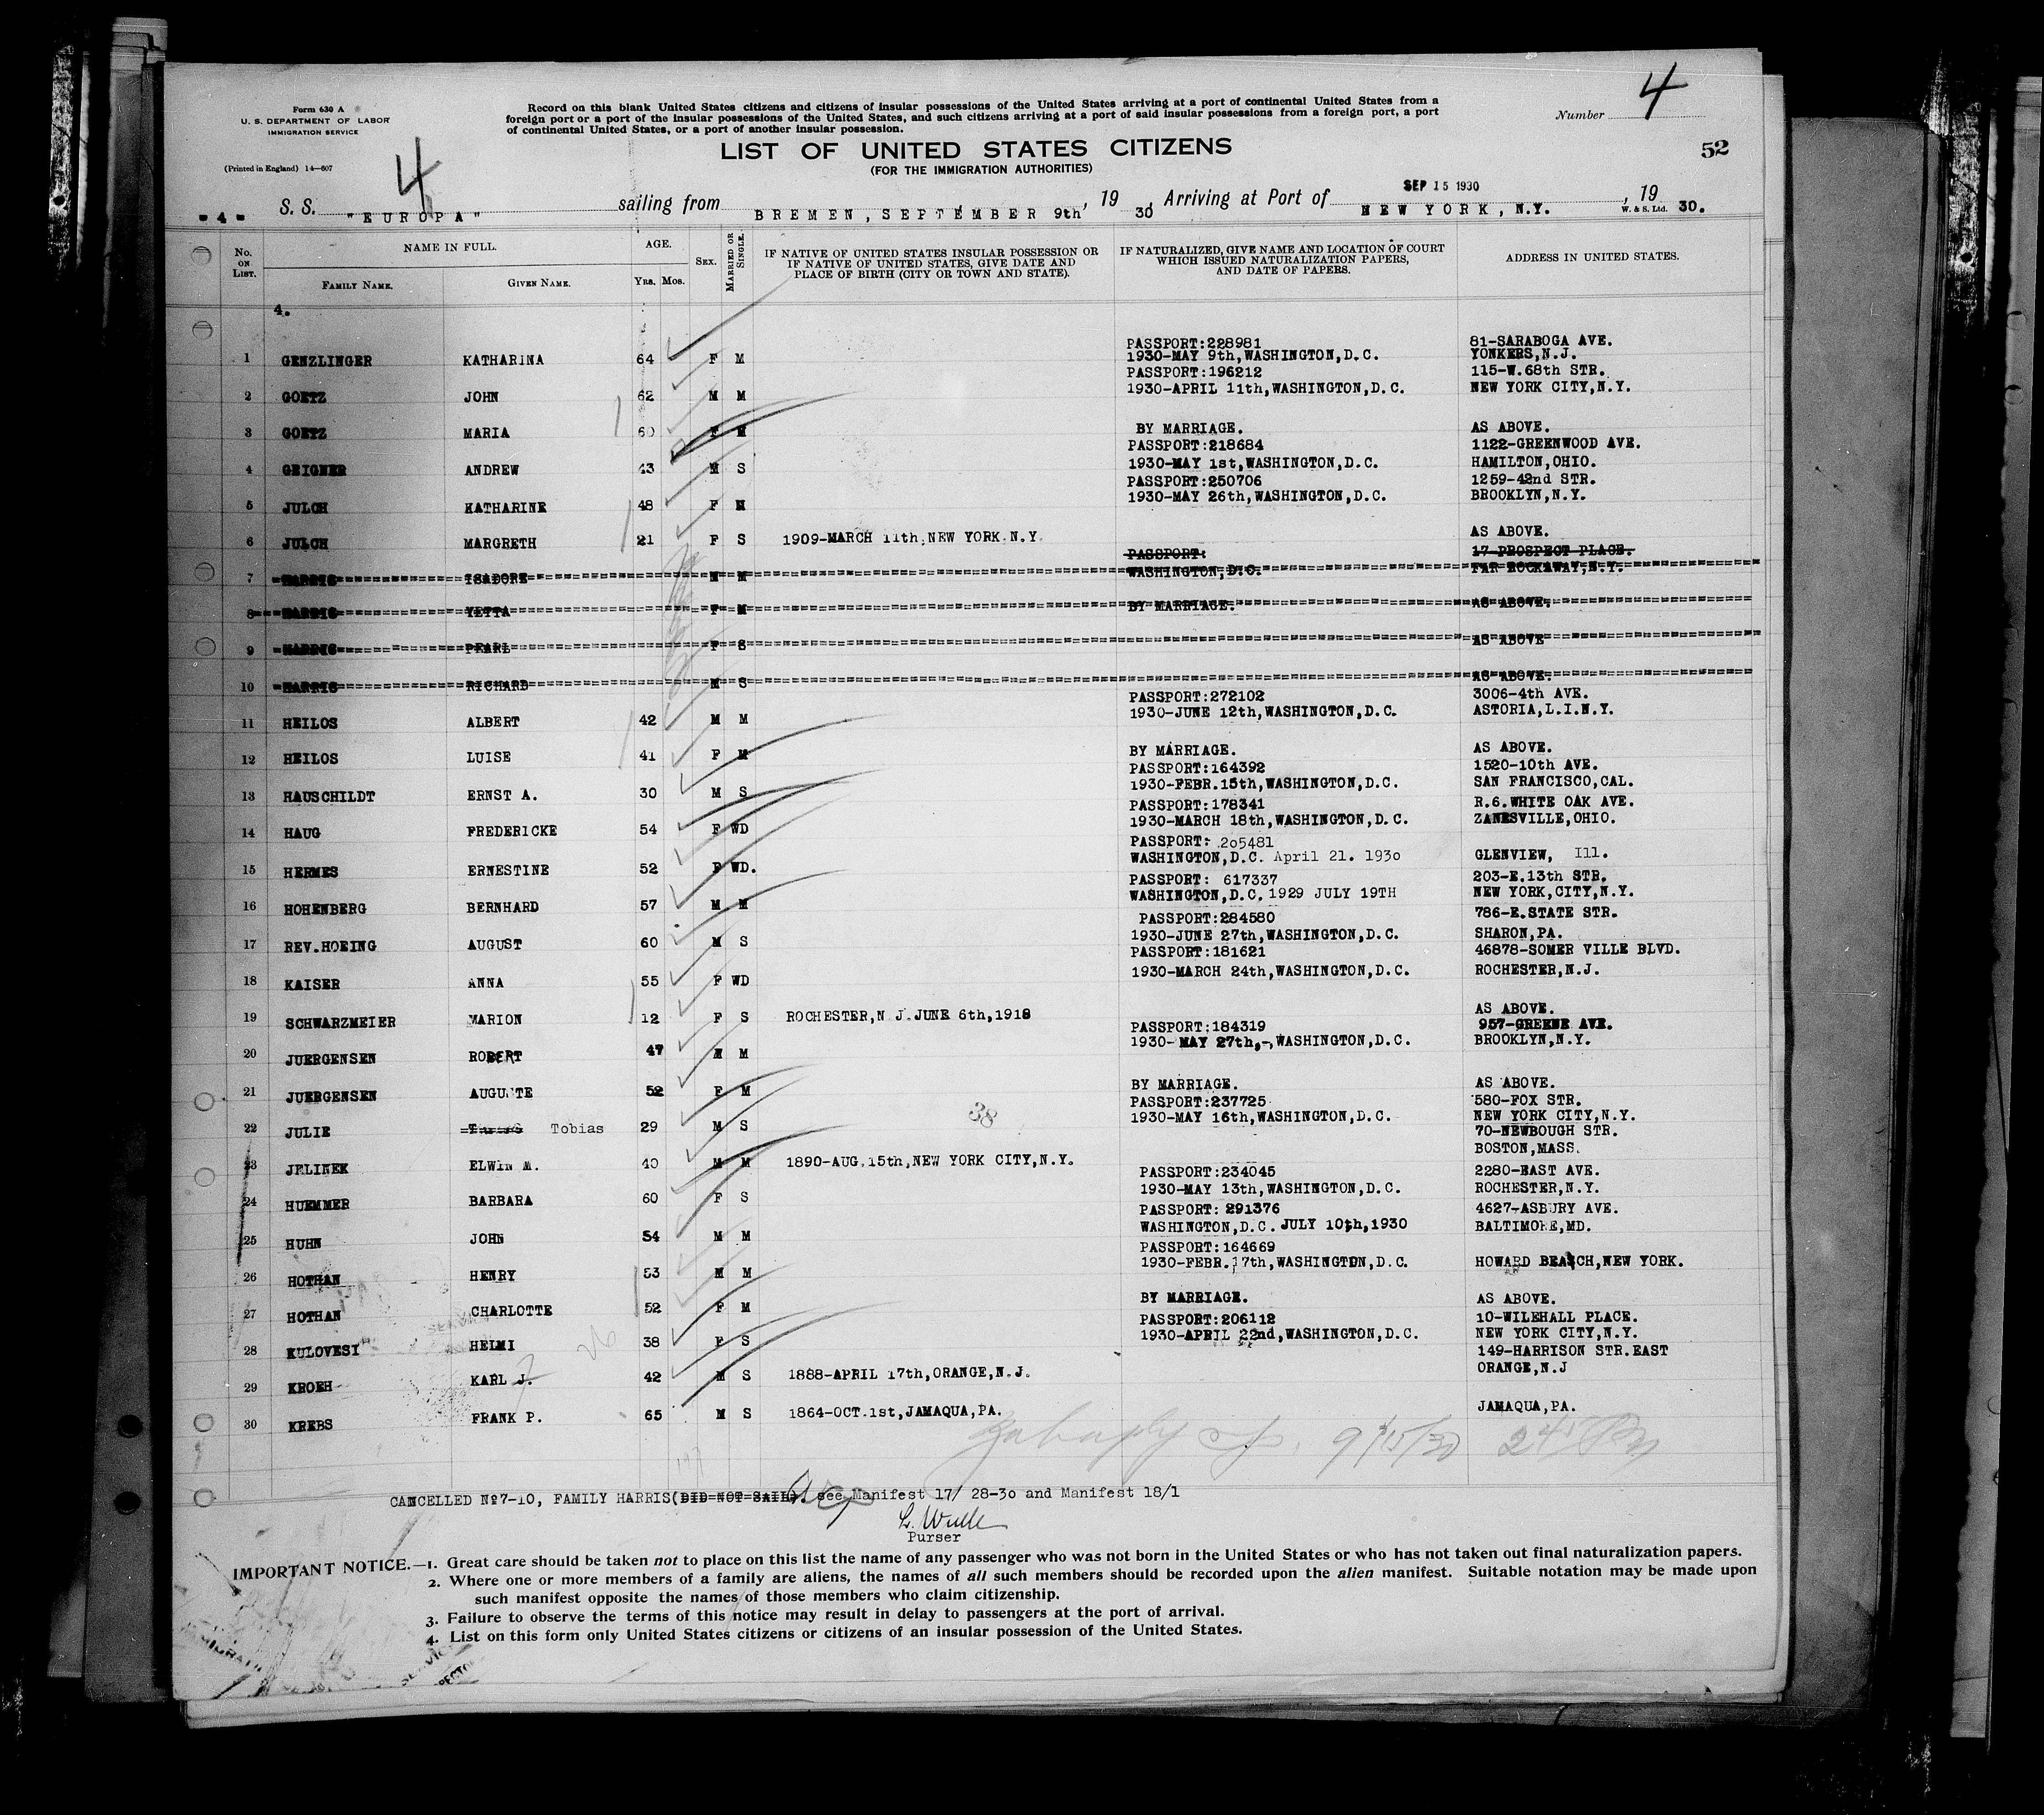 Form 630 A
U. S. DEPARTMENT OF LABOR
IMMIGRATION SERVICE
(Printed in England) 14—607
Record on this blank United States citizens and citizens of insular possessions of the United States arriving at a port of continental United States from a
foreign port or a port of the insular possessions of the United States, and such citizens arriving at a port of said insular possessions from a foreign port, a port
of continental United States, or a port of another insular possession.
Number 4
LIST OF UNITED STATES CITIZENS
(FOR THE IMMIGRATION AUTHORITIES)
52
4
- 4 - S. S. "EUROPA" sailing from BREMEN, SEPTEMBER 9th, 19 30 Arriving at Port of NEW YORK, N.Y. SEP 15 1930, 19 30.
W. & S. Ltd.
No. ON LIST. NAME IN FULL. FAMILY NAME. GIVEN NAME. AGE. YRS. MOS. SEX. MARRIED OR SINGLE. IF NATIVE OF UNITED STATES INSULAR POSSESSION OR IF NATIVE OF UNITED STATES, GIVE DATE AND PLACE OF BIRTH (CITY OR TOWN AND STATE). IF NATURALIZED, GIVE NAME AND LOCATION OF COURT WHICH ISSUED NATURALIZATION PAPERS, AND DATE OF PAPERS. ADDRESS IN UNITED STATES.
4.
PASSPORT:228981 81-SARABOGA AVE.
1 GENZLINGER KATHARINA 64 F M 1930-MAY 9th,WASHINGTON,D.C. YONKERS,N.J.
PASSPORT:196212 115-W.68th STR.
2 GOETZ JOHN 62 M M 1930-APRIL 11th,WASHINGTON,D.C. NEW YORK CITY,N.Y.
3 GOETZ MARIA 60 F M BY MARRIAGE. AS ABOVE.
PASSPORT:218684 1122-GREENWOOD AVE.
4 GEIGNER ANDREW 43 M S 1930-MAY 1st,WASHINGTON,D.C. HAMILTON,OHIO.
PASSPORT:250706 1259-42nd STR.
5 JULCH KATHARINE 48 F M 1930-MAY 26th,WASHINGTON,D.C. BROOKLYN,N.Y.
6 JULCH MARGRETH 21 F S 1909-MARCH 11th,NEW YORK N.Y. AS ABOVE.
PASSPORT: 17-PROSPECT PLACE.
7 HARRIS ISADORE M M WASHINGTON,D.C. FAR ROCKAWAY,N.Y.
8 HARRIS YETTA F M BY MARRIAGE. AS ABOVE.
9 HARRIS PEARL F S AS ABOVE
10 HARRIS RICHARD M S AS ABOVE.
PASSPORT:272102 3006-4th AVE.
11 HEILOS ALBERT 42 M M 1930-JUNE 12th,WASHINGTON,D.C. ASTORIA,L.I.N.Y.
12 HEILOS LUISE 41 F M BY MARRIAGE. AS ABOVE.
PASSPORT:164392 1520-10th AVE.
13 HAUSCHILDT ERNST A. 30 M S 1930-FEBR.15th,WASHINGTON,D.C. SAN FRANCISCO,CAL.
PASSPORT:178341 R.6.WHITE OAK AVE.
14 HAUG FREDERICKE 54 F WD 1930-MARCH 18th,WASHINGTON,D.C. ZANESVILLE,OHIO.
PASSPORT: 205481
15 HERMES ERNESTINE 52 F WD. WASHINGTON,D.C. April 21. 1930 GLENVIEW, Ill.
PASSPORT: 617337 203-E.13th STR.
16 HOHENBERG BERNHARD 57 M M WASHINGTON,D.C. 1929 JULY 19TH NEW YORK,CITY,N.Y.
PASSPORT:284580 786-E.STATE STR.
17 REV.HOEING AUGUST 60 M S 1930-JUNE 27th,WASHINGTON,D.C. SHARON,PA.
PASSPORT:181621 46878-SOMER VILLE BLVD.
18 KAISER ANNA 55 F WD 1930-MARCH 24th,WASHINGTON,D.C. ROCHESTER,N.J.
19 SCHWARZMEIER MARION 12 F S ROCHESTER,N J.JUNE 6th,1918 AS ABOVE.
PASSPORT:184319 957-GREENE AVE.
20 JUERGENSEN ROBERT 47 M M 1930- MAY 27th,-,WASHINGTON,D.C. BROOKLYN,N.Y.
21 JUERGENSEN AUGUSTE 52 F M BY MARRIAGE. AS ABOVE.
PASSPORT:237725 580-FOX STR.
22 JULIE Tobias 29 M S 38 1930-MAY 16th,WASHINGTON,D.C. NEW YORK CITY,N.Y.
70-NEWBOUGH STR.
23 JELINEK ELWIN M. 40 M M 1890-AUG.15th,NEW YORK CITY,N.Y. BOSTON,MASS.
PASSPORT:234045 2280-EAST AVE.
24 HUEMMER BARBARA 60 F S 1930-MAY 13th,WASHINGTON,D.C. ROCHESTER,N.Y.
PASSPORT: 291376 4627-ASBURY AVE.
25 HUHN JOHN 54 M M WASHINGTON,D.C. JULY 10th,1930 BALTIMORE,MD.
PASSPORT:164669
26 HOTHAN HENRY 53 M M 1930-FEBR.17th,WASHINGTON,D.C. HOWARD BEACH,NEW YORK.
27 HOTHAN CHARLOTTE 52 F M BY MARRIAGE. AS ABOVE.
PASSPORT:206112 10-WILEHALL PLACE.
28 KULOVESI HELMI 38 F S 1930-APRIL 22nd,WASHINGTON,D.C. NEW YORK CITY,N.Y.
149-HARRISON STR.EAST
29 KROEH KARL J. 42 M S 1888-APRIL 17th,ORANGE,N.J. ORANGE,N.J
30 KREBS FRANK P. 65 M S 1864-OCT.1st,JAMAQUA,PA. JAMAQUA,PA.
9/15/30 2 45 PM
CANCELLED Nº7-10, FAMILY HARRIS(DID=NOT=SAIL). see Manifest 17/ 28-30 and Manifest 18/1
Purser
IMPORTANT NOTICE.—1. Great care should be taken not to place on this list the name of any passenger who was not born in the United States or who has not taken out final naturalization papers.
2. Where one or more members of a family are aliens, the names of all such members should be recorded upon the alien manifest. Suitable notation may be made upon
such manifest opposite the names of those members who claim citizenship.
3. Failure to observe the terms of this notice may result in delay to passengers at the port of arrival.
4. List on this form only United States citizens or citizens of an insular possession of the United States.